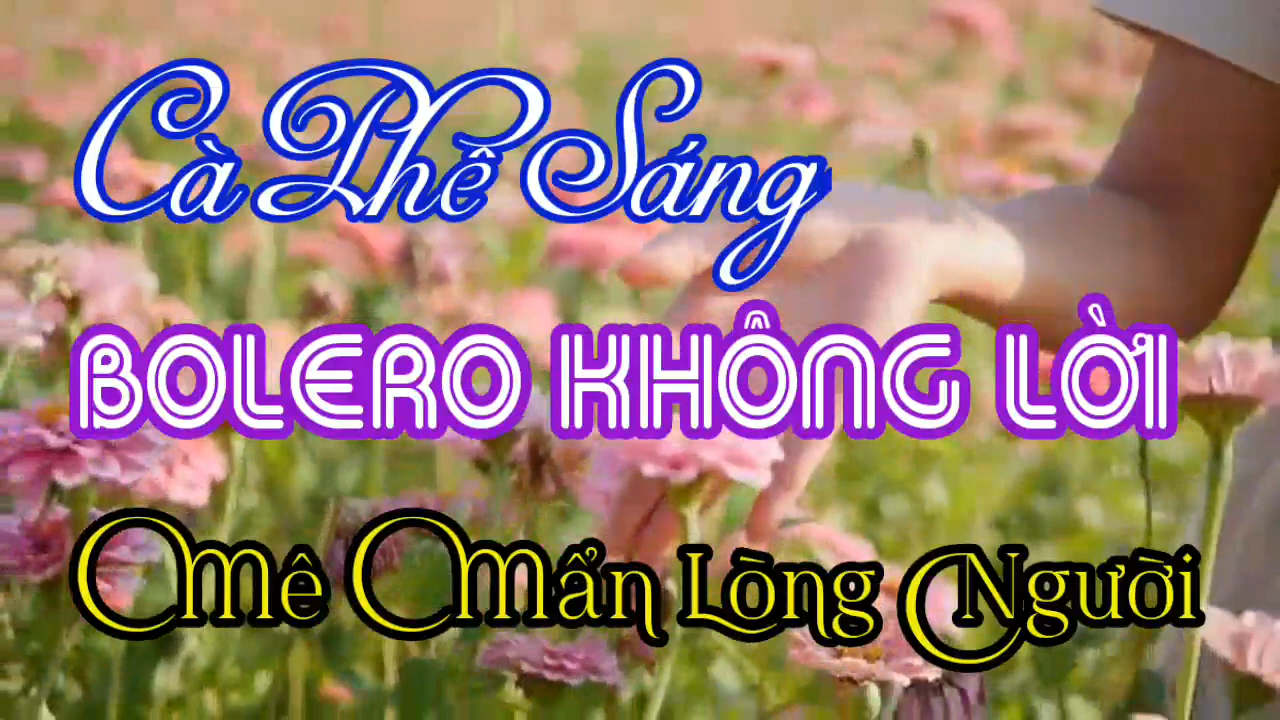 Cà Phê Sáng
BOLERO KHÔNG LỜI
Mê Mẩn Lòng Người